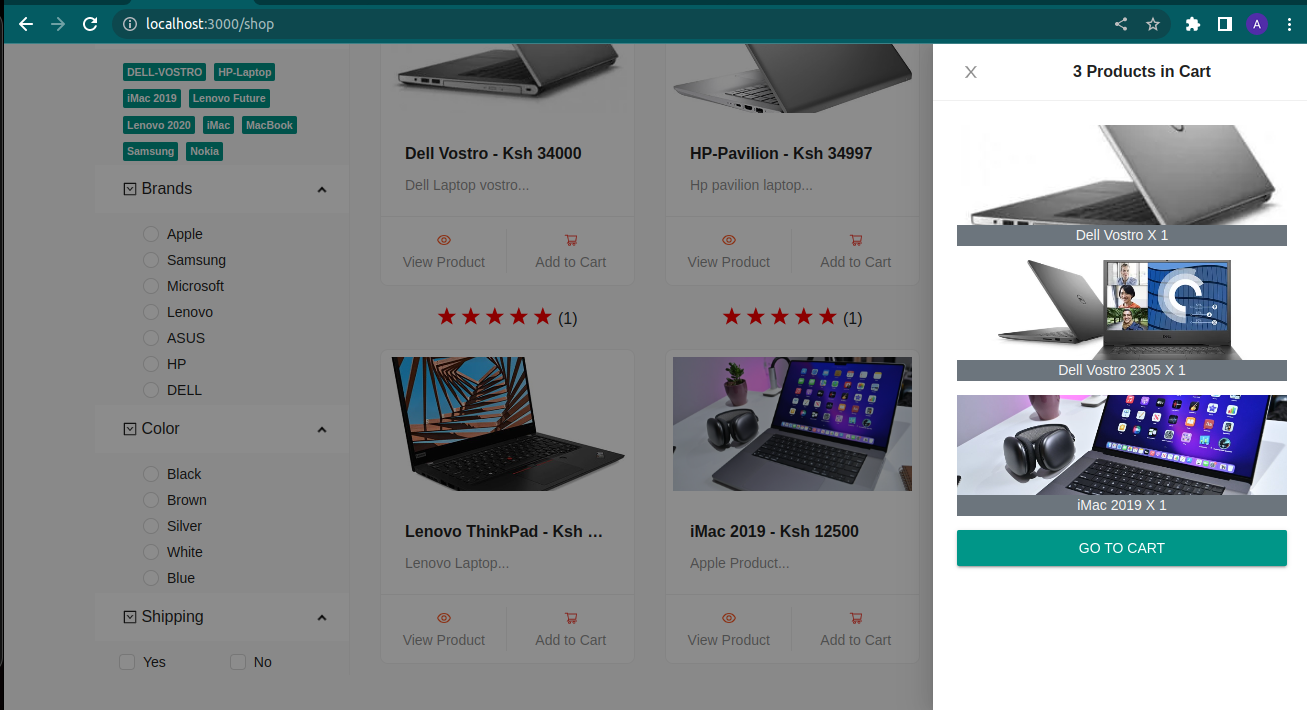 localhost:3000/shop
A
DELL-VOSTRO HP-Laptop
iMac 2019 Lenovo Future
Lenovo 2020 iMac MacBook
Samsung Nokia
Brands
Apple
Samsung
Microsoft
Lenovo
ASUS
HP
DELL
Color
Black
Brown
Silver
White
Blue
Shipping
Yes No
Dell Vostro - Ksh 34000
Dell Laptop vostro...
View Product Add to Cart
(1)
HP-Pavilion - Ksh 34997
Hp pavilion laptop...
View Product Add to Cart
(1)
Lenovo ThinkPad - Ksh ...
Lenovo Laptop...
View Product Add to Cart
iMac 2019 - Ksh 12500
Apple Product...
View Product Add to Cart
X 3 Products in Cart
Dell Vostro X 1
Dell Vostro 2305 X 1
iMac 2019 X 1
GO TO CART